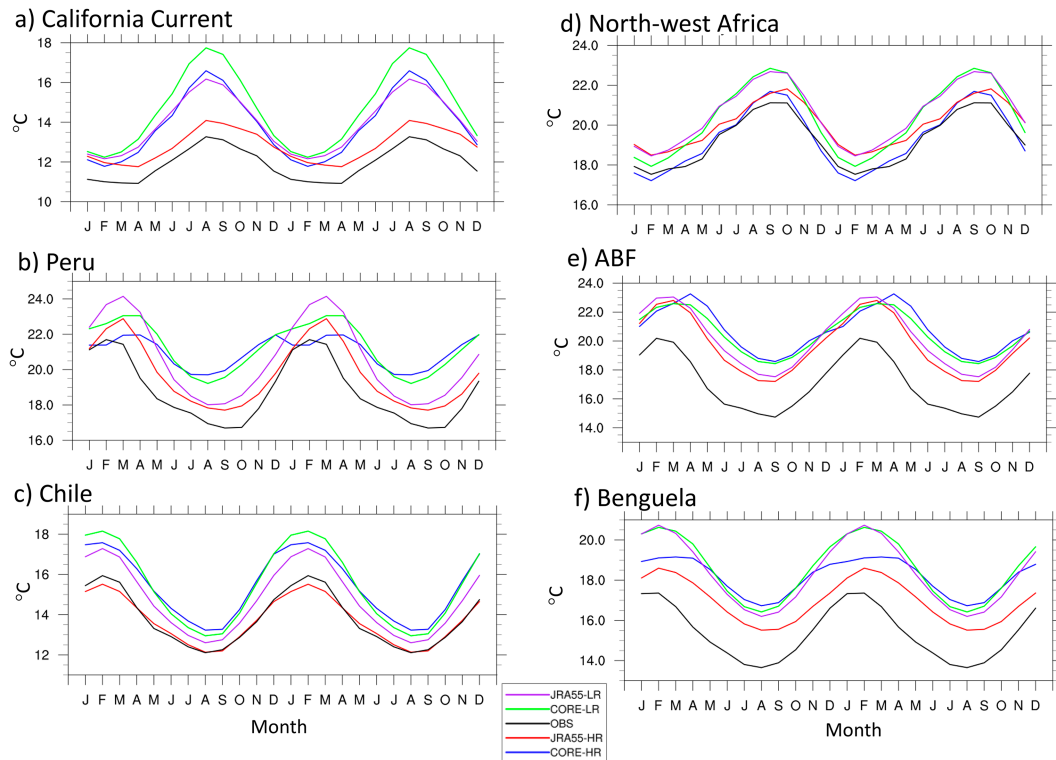 a) California Current
°C
18
16
14
12
10
J F M A M J J A S O N D J F M A M J J A S O N D
b) Peru
°C
24.0
22.0
20.0
18.0
16.0
J F M A M J J A S O N D J F M A M J J A S O N D
c) Chile
°C
18
16
14
12
J F M A M J J A S O N D J F M A M J J A S O N D
Month
d) North-west Africa
°C
24.0
22.0
20.0
18.0
16.0
J F M A M J J A S O N D J F M A M J J A S O N D
e) ABF
°C
24.0
22.0
20.0
18.0
16.0
14.0
J F M A M J J A S O N D J F M A M J J A S O N D
f) Benguela
°C
20.0
18.0
16.0
14.0
J F M A M J J A S O N D J F M A M J J A S O N D
Month
JRA55-LR
CORE-LR
OBS
JRA55-HR
CORE-HR